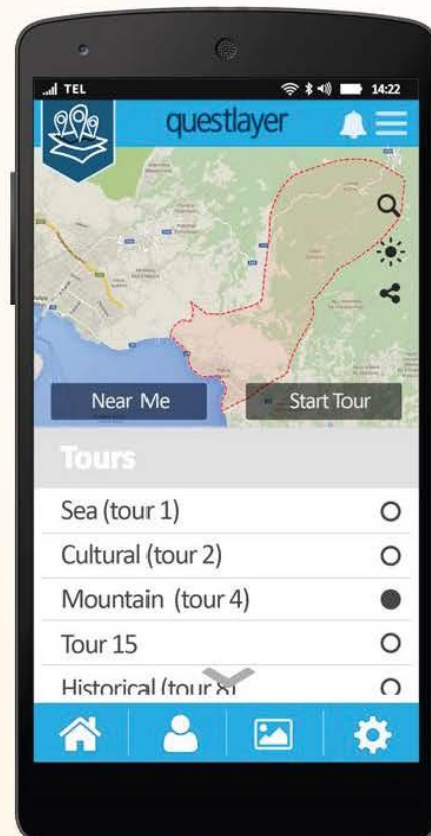 TEL 14:22
questlayer
Near Me
Start Tour
Tours
Sea (tour 1)
Cultural (tour 2)
Mountain (tour 4)
Tour 15
Historical (tour 8)